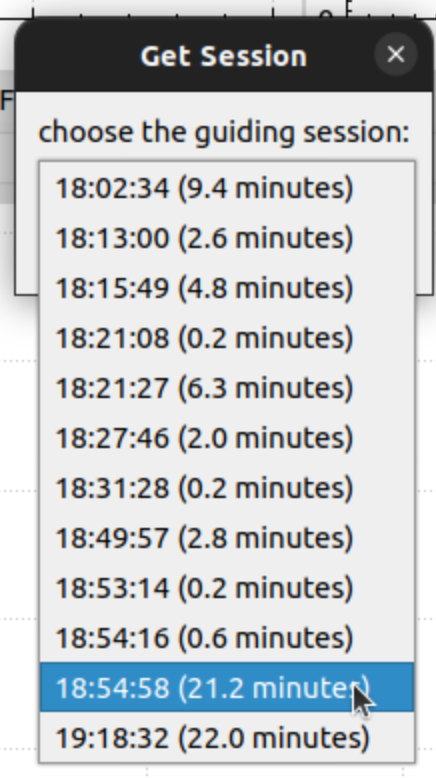 Get Session
choose the guiding session:
18:02:34 (9.4 minutes)
18:13:00 (2.6 minutes)
18:15:49 (4.8 minutes)
18:21:08 (0.2 minutes)
18:21:27 (6.3 minutes)
18:27:46 (2.0 minutes)
18:31:28 (0.2 minutes)
18:49:57 (2.8 minutes)
18:53:14 (0.2 minutes)
18:54:16 (0.6 minutes)
18:54:58 (21.2 minutes)
19:18:32 (22.0 minutes)